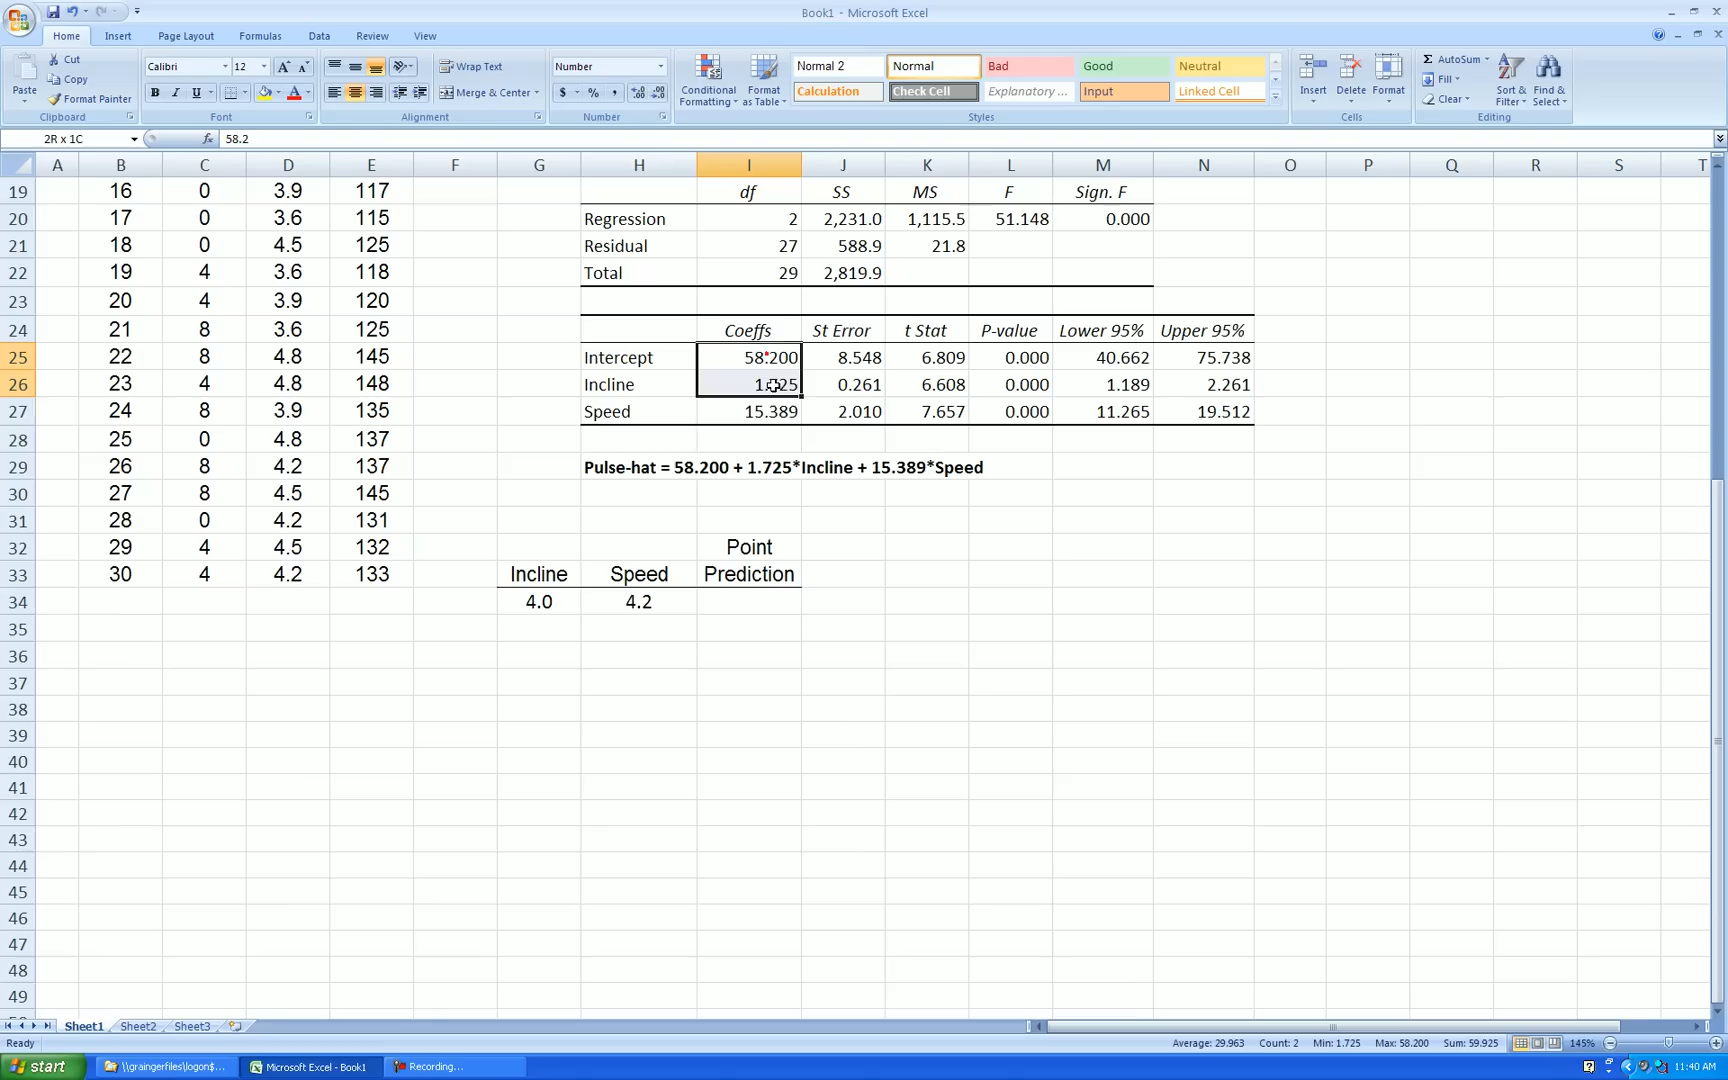 Book1 - Microsoft Excel
Home Insert Page Layout Formulas Data Review View
Paste Cut Copy Format Painter Clipboard
Calibri 12 B I U Font
Wrap Text Merge & Center Alignment
Number $ % , Number
Conditional Formatting Format as Table
Normal 2 Normal Bad Good Neutral
Calculation Check Cell Explanatory ... Input Linked Cell
Styles
Insert Delete Format Cells
AutoSum Fill Clear Sort & Filter Find & Select Editing
2R x 1C fx 58.2
A B C D E F G H I J K L M N O P Q R S T
19 16 0 3.9 117 df SS MS F Sign. F
20 17 0 3.6 115 Regression 2 2,231.0 1,115.5 51.148 0.000
21 18 0 4.5 125 Residual 27 588.9 21.8
22 19 4 3.6 118 Total 29 2,819.9
23 20 4 3.9 120
24 21 8 3.6 125 Coeffs St Error t Stat P-value Lower 95% Upper 95%
25 22 8 4.8 145 Intercept 58.200 8.548 6.809 0.000 40.662 75.738
26 23 4 4.8 148 Incline 0.261 6.608 0.000 1.189 2.261
27 24 8 3.9 135 Speed 15.389 2.010 7.657 0.000 11.265 19.512
28 25 0 4.8 137
29 26 8 4.2 137 Pulse-hat = 58.200 + 1.725*Incline + 15.389*Speed
30 27 8 4.5 145
31 28 0 4.2 131
32 29 4 4.5 132 Point
33 30 4 4.2 133 Incline Speed Prediction
34 4.0 4.2
35
36
37
38
39
40
41
42
43
44
45
46
47
48
49
Sheet1 Sheet2 Sheet3
Ready Average: 29.963 Count: 2 Min: 1.725 Max: 58.200 Sum: 59.925 145%
start \\graingerfiles\logon$... Microsoft Excel - Book1 Recording... 11:40 AM